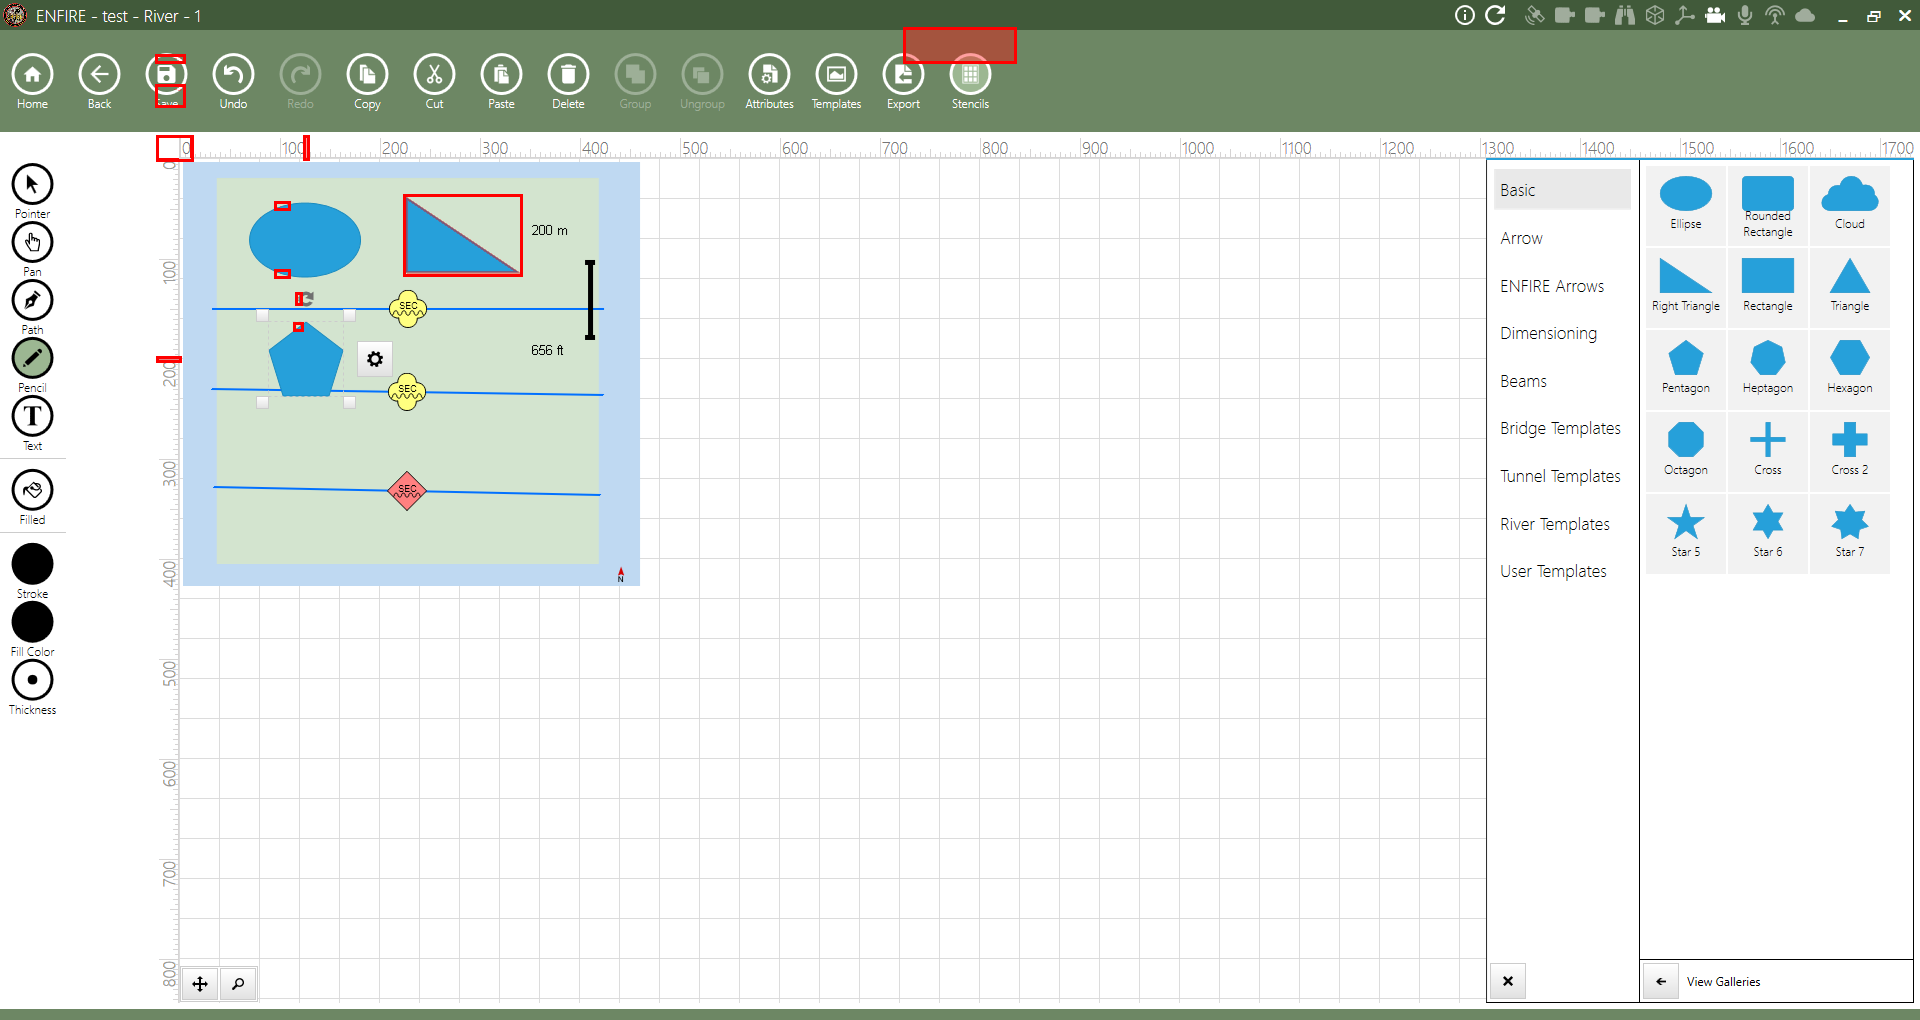 ENFIRE - test - River - 1
Home Back Save Undo Redo Copy Cut Paste Delete Group Ungroup Attributes Templates Export Stencils
0 100 200 300 400 500 600 700 800 900 1000 1100 1200 1300 1400 1500 1600 1700
0
100
200
300
400
500
600
700
800
Pointer
Pan
Path
Pencil
T
Text
Filled
Stroke
Fill Color
Thickness
200 m
SEC
656 ft
SEC
SEC
N
Basic
Arrow
ENFIRE Arrows
Dimensioning
Beams
Bridge Templates
Tunnel Templates
River Templates
User Templates
Ellipse Rounded Rectangle Cloud
Right Triangle Rectangle Triangle
Pentagon Heptagon Hexagon
Octagon Cross Cross 2
Star 5 Star 6 Star 7
View Galleries